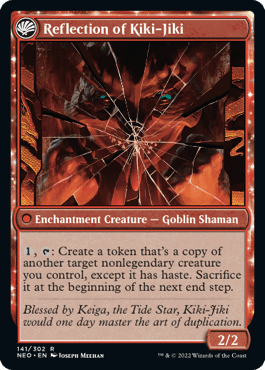 Reflection of Kiki-Jiki
Enchantment Creature — Goblin Shaman
1, : Create a token that's a copy of
another target nonlegendary creature
you control, except it has haste. Sacrifice
it at the beginning of the next end step.
Blessed by Keiga, the Tide Star, Kiki-Jiki
would one day master the art of duplication.
2/2
141/302 R
NEO • EN Joseph Meehan
™ & © 2022 Wizards of the Coast